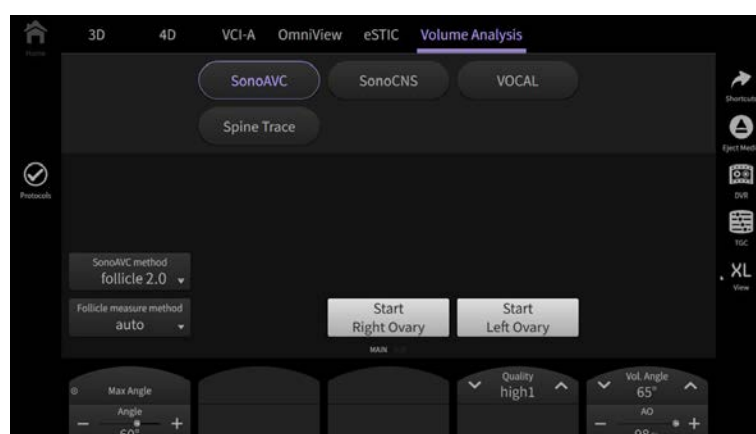 3D 4D VCI-A OmniView eSTIC Volume Analysis
Home
SonoAVC SonoCNS VOCAL
Shortcuts
Spine Trace
Eject Media
Protocols
DVR
TGC
SonoAVC method
follicle 2.0
XL
View
Follicle measure method
auto
Start
Right Ovary
Start
Left Ovary
MAIN
Max Angle
Quality
high1
Vol. Angle
65°
Angle
60°
AO